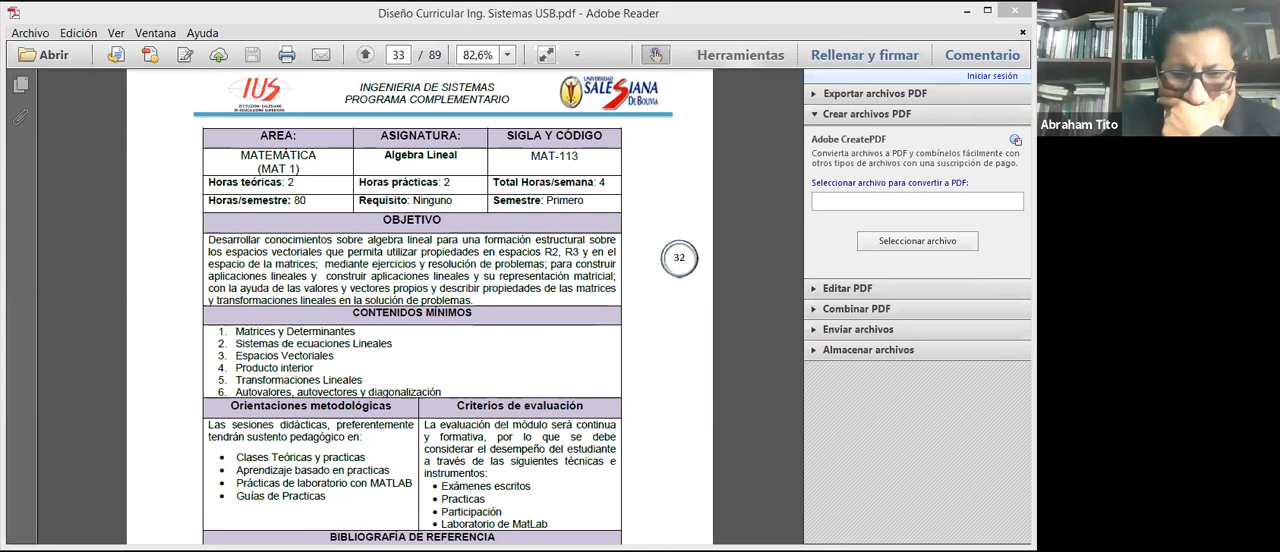 Diseño Curricular Ing. Sistemas USB.pdf - Adobe Reader
Archivo Edición Ver Ventana Ayuda
Abrir 33 / 89 82,6% Herramientas Rellenar y firmar Comentario
IUS
INSTITUCIÓN SALESIANA
DE EDUCACIÓN SUPERIOR
INGENIERIA DE SISTEMAS
PROGRAMA COMPLEMENTARIO
UNIVERSIDAD
SALESIANA
DE BOLIVIA
AREA: ASIGNATURA: SIGLA Y CÓDIGO
MATEMÁTICA Algebra Lineal MAT-113
(MAT 1)
Horas teóricas: 2 Horas prácticas: 2 Total Horas/semana: 4
Horas/semestre: 80 Requisito: Ninguno Semestre: Primero
OBJETIVO
Desarrollar conocimientos sobre algebra lineal para una formación estructural sobre
los espacios vectoriales que permita utilizar propiedades en espacios R2, R3 y en el
espacio de la matrices; mediante ejercicios y resolución de problemas; para construir
aplicaciones lineales y construir aplicaciones lineales y su representación matricial;
con la ayuda de las valores y vectores propios y describir propiedades de las matrices
y transformaciones lineales en la solución de problemas.
32
CONTENIDOS MÍNIMOS
1. Matrices y Determinantes
2. Sistemas de ecuaciones Lineales
3. Espacios Vectoriales
4. Producto interior
5. Transformaciones Lineales
6. Autovalores, autovectores y diagonalización
Orientaciones metodológicas
Las sesiones didácticas, preferentemente
tendrán sustento pedagógico en:
• Clases Teóricas y practicas
• Aprendizaje basado en practicas
• Prácticas de laboratorio con MATLAB
• Guías de Practicas
Criterios de evaluación
La evaluación del módulo será continua
y formativa, por lo que se debe
considerar el desempeño del estudiante
a través de las siguientes técnicas e
instrumentos:
• Exámenes escritos
• Practicas
• Participación
• Laboratorio de MatLab
BIBLIOGRAFÍA DE REFERENCIA
Iniciar sesión
Exportar archivos PDF
Crear archivos PDF
Adobe CreatePDF
Convierta archivos a PDF y combínelos fácilmente con
otros tipos de archivos con una suscripción de pago.
Seleccionar archivo para convertir a PDF:
Seleccionar archivo
Editar PDF
Combinar PDF
Enviar archivos
Almacenar archivos
Abraham Tito